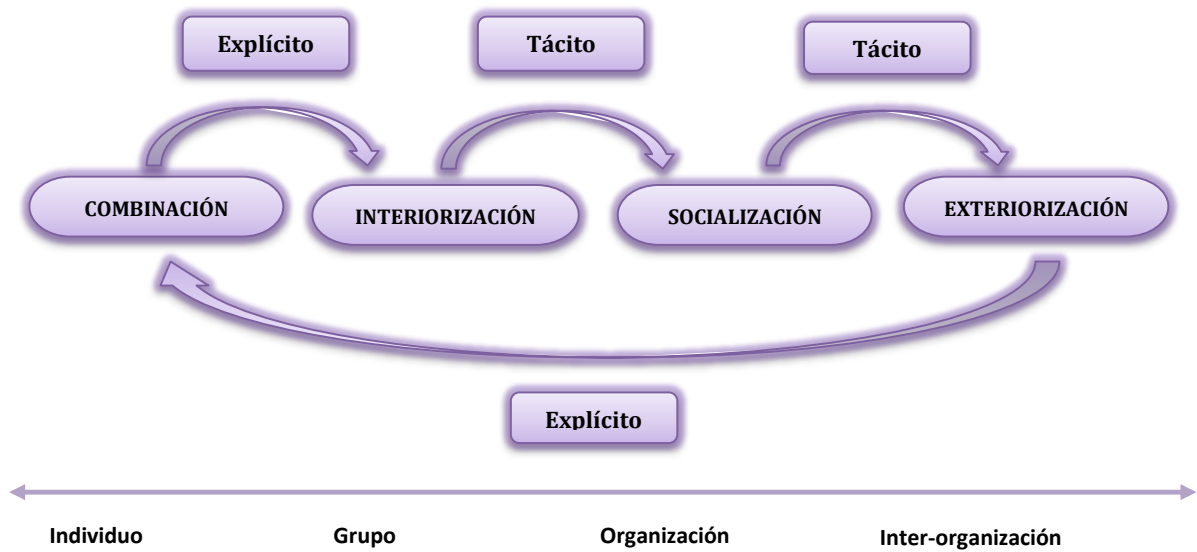 Explícito
Tácito
Tácito
COMBINACIÓN
INTERIORIZACIÓN
SOCIALIZACIÓN
EXTERIORIZACIÓN
Explícito
Individuo
Grupo
Organización
Inter-organización